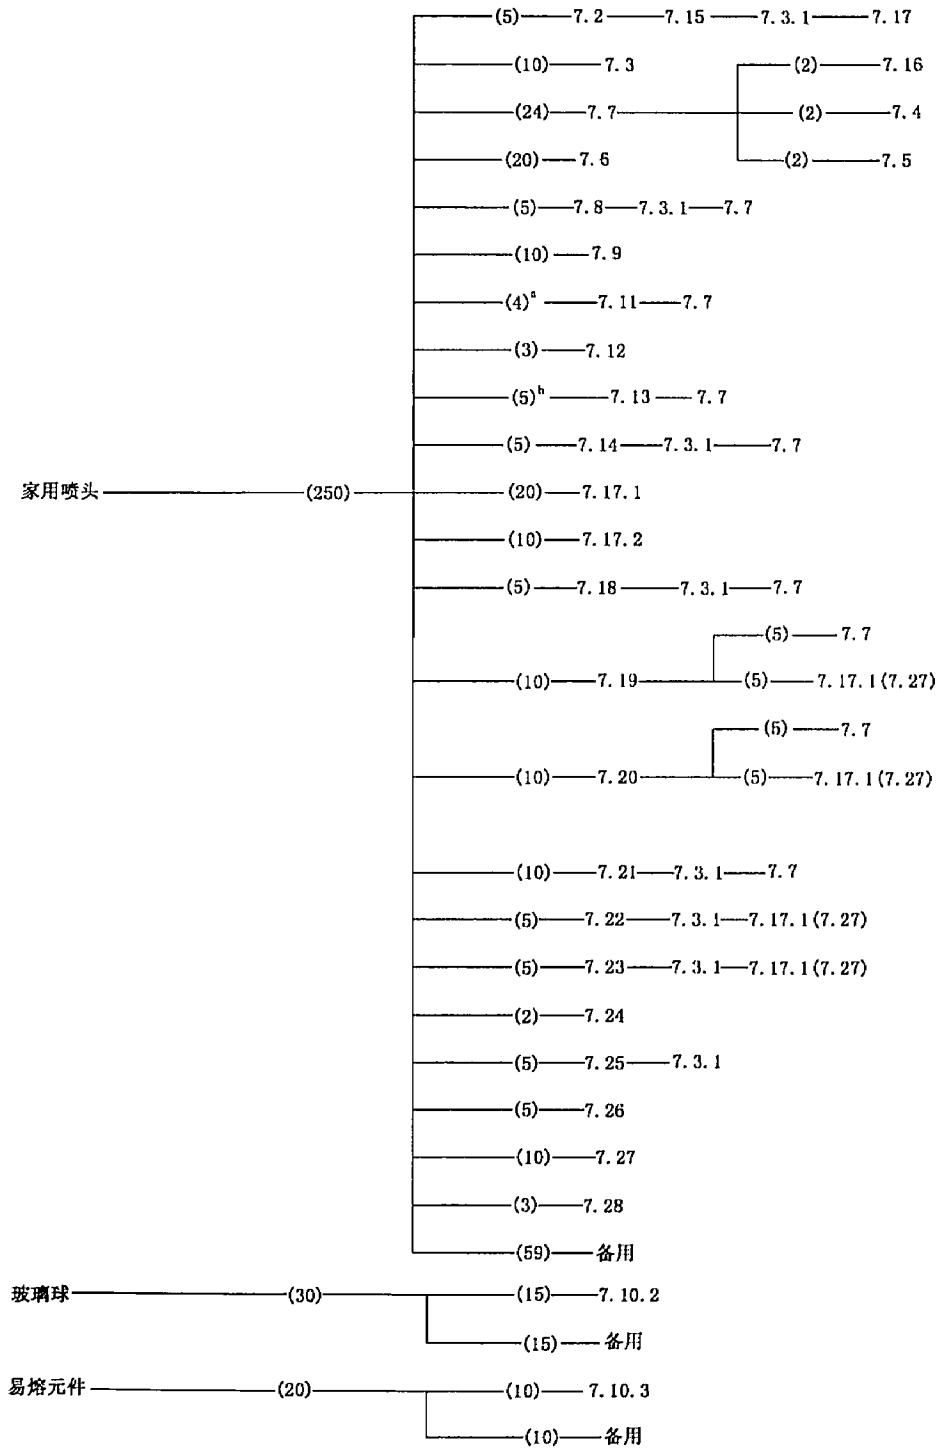 (5) 7.2 7.15 7.3.1 7.17
(10) 7.3 (2) 7.16
(24) 7.7 (2) 7.4
(20) 7.6 (2) 7.5
(5) 7.8 7.3.1 7.7
(10) 7.9
(4)a 7.11 7.7
(3) 7.12
(5)b 7.13 7.7
(5) 7.14 7.3.1 7.7
家用喷头 (250) (20) 7.17.1
(10) 7.17.2
(5) 7.18 7.3.1 7.7
(5) 7.7
(10) 7.19 (5) 7.17.1(7.27)
(5) 7.7
(10) 7.20 (5) 7.17.1(7.27)
(10) 7.21 7.3.1 7.7
(5) 7.22 7.3.1 7.17.1(7.27)
(5) 7.23 7.3.1 7.17.1(7.27)
(2) 7.24
(5) 7.25 7.3.1
(5) 7.26
(10) 7.27
(3) 7.28
(59) 备用
玻璃球 (30) (15) 7.10.2
(15) 备用
易熔元件 (20) (10) 7.10.3
(10) 备用